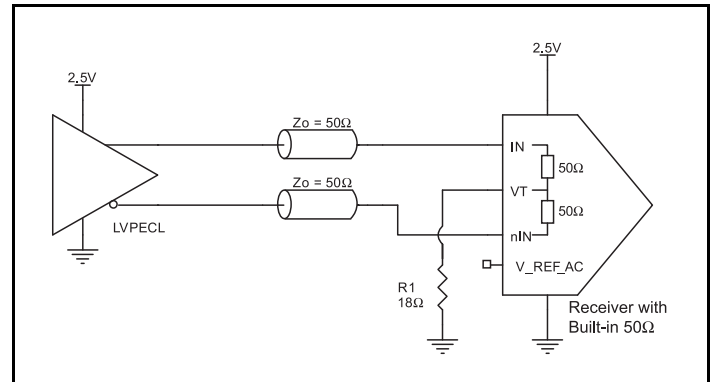 2.5V
2.5V
Zo = 50Ω
IN
50Ω
Zo = 50Ω
VT
50Ω
LVPECL
nIN
V_REF_AC
R1
18Ω
Receiver with
Built-in 50Ω